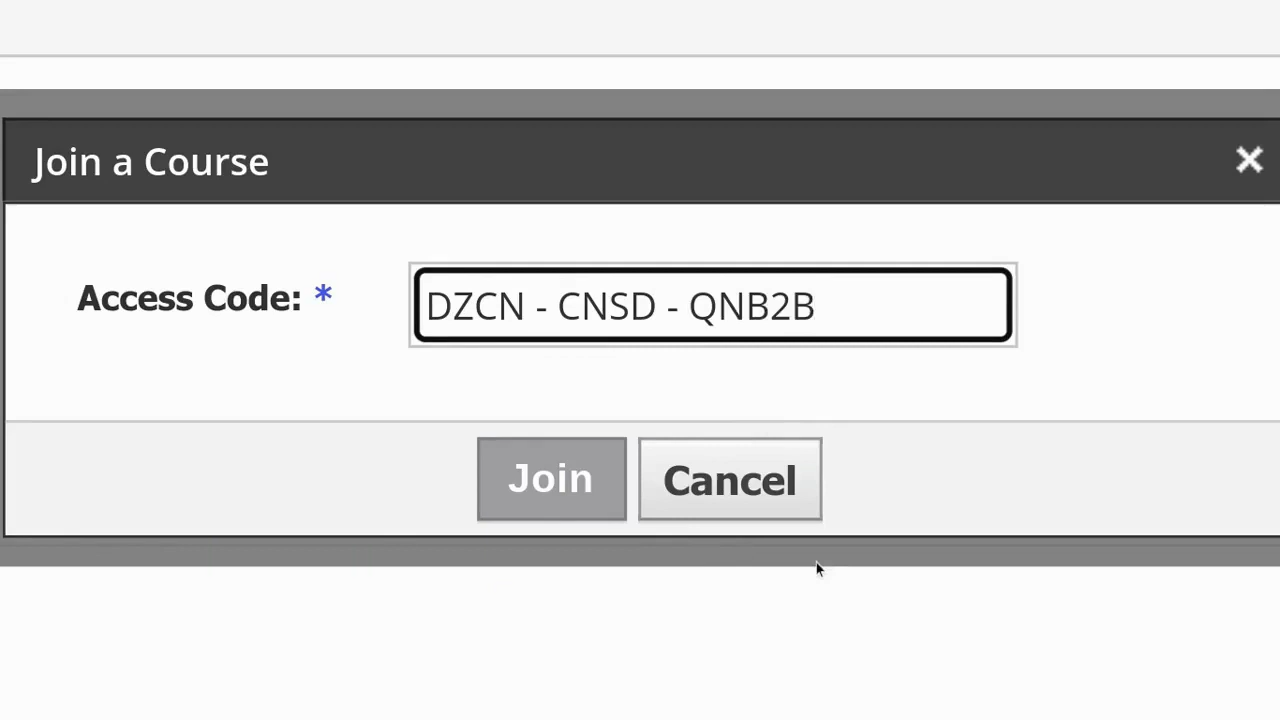 Join a Course
Access Code: *
DZCN - CNSD - QNB2B
Join
Cancel